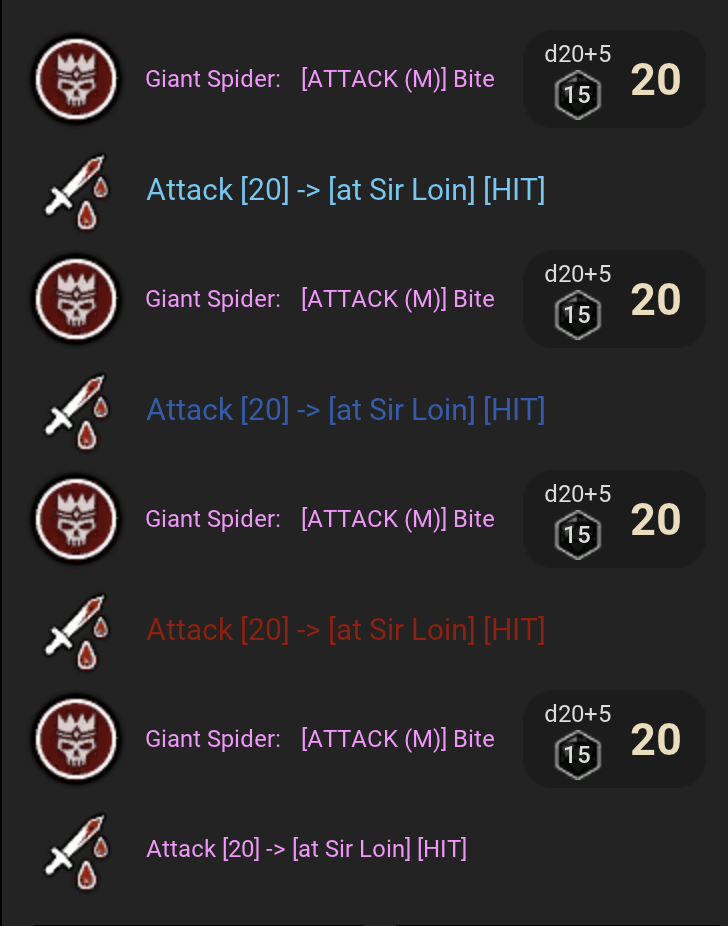 Giant Spider: [ATTACK (M)] Bite d20+5 15 20
Attack [20] -> [at Sir Loin] [HIT]
Giant Spider: [ATTACK (M)] Bite d20+5 15 20
Attack [20] -> [at Sir Loin] [HIT]
Giant Spider: [ATTACK (M)] Bite d20+5 15 20
Attack [20] -> [at Sir Loin] [HIT]
Giant Spider: [ATTACK (M)] Bite d20+5 15 20
Attack [20] -> [at Sir Loin] [HIT]